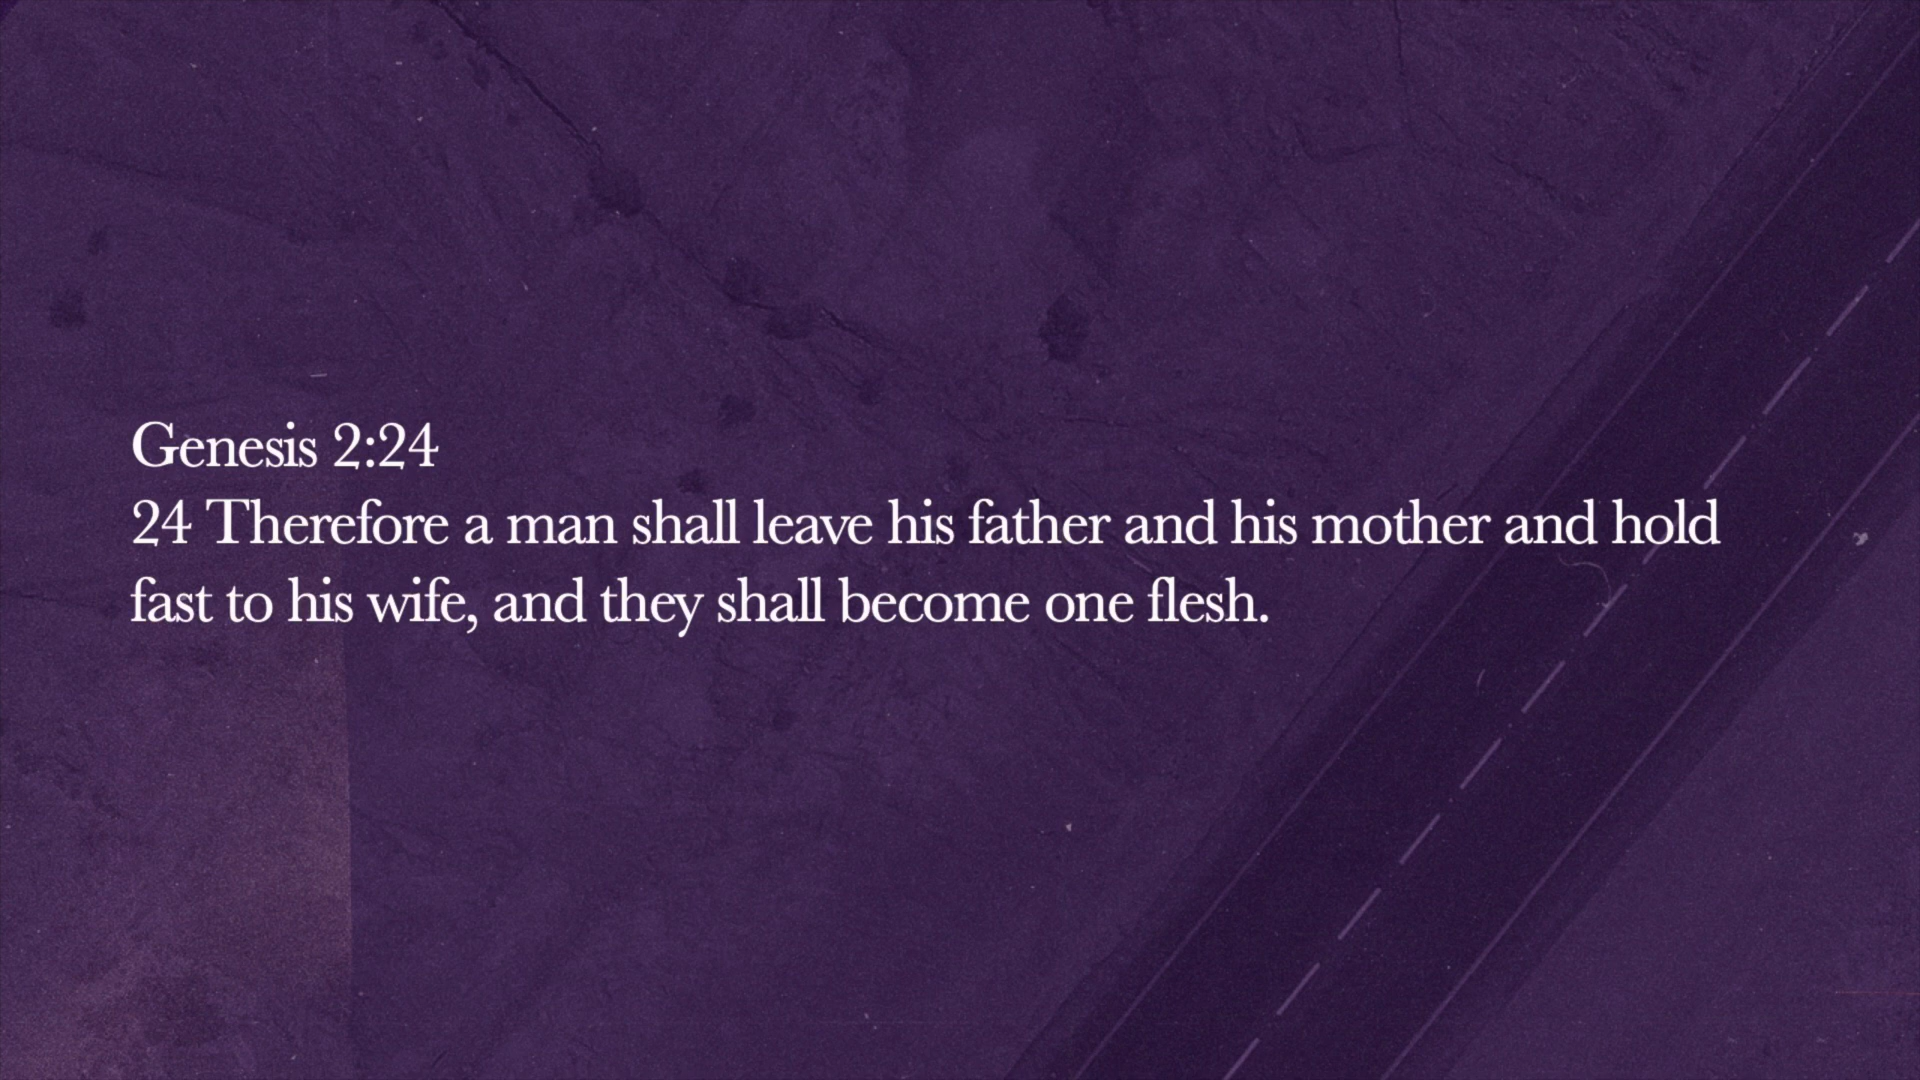 Genesis 2:24
24 Therefore a man shall leave his father and his mother and hold
fast to his wife, and they shall become one flesh.